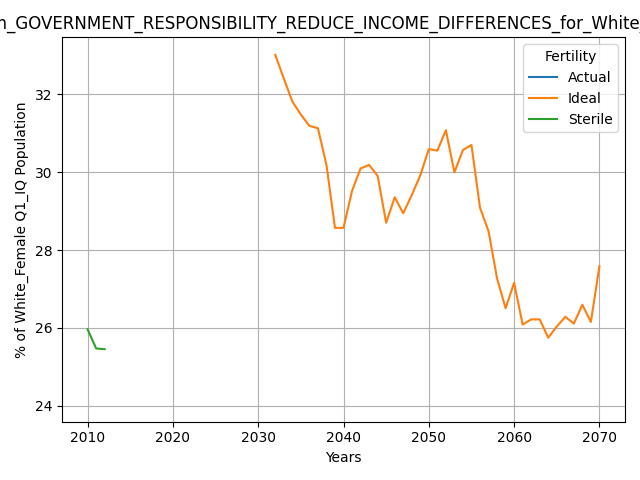 GOVERNMENT_RESPONSIBILITY_REDUCE_INCOME_DIFFERENCES_for_White_
Fertility
Actual
Ideal
Sterile
% of White_Female Q1_IQ Population
32
30
28
26
24
2010 2020 2030 2040 2050 2060 2070
Years